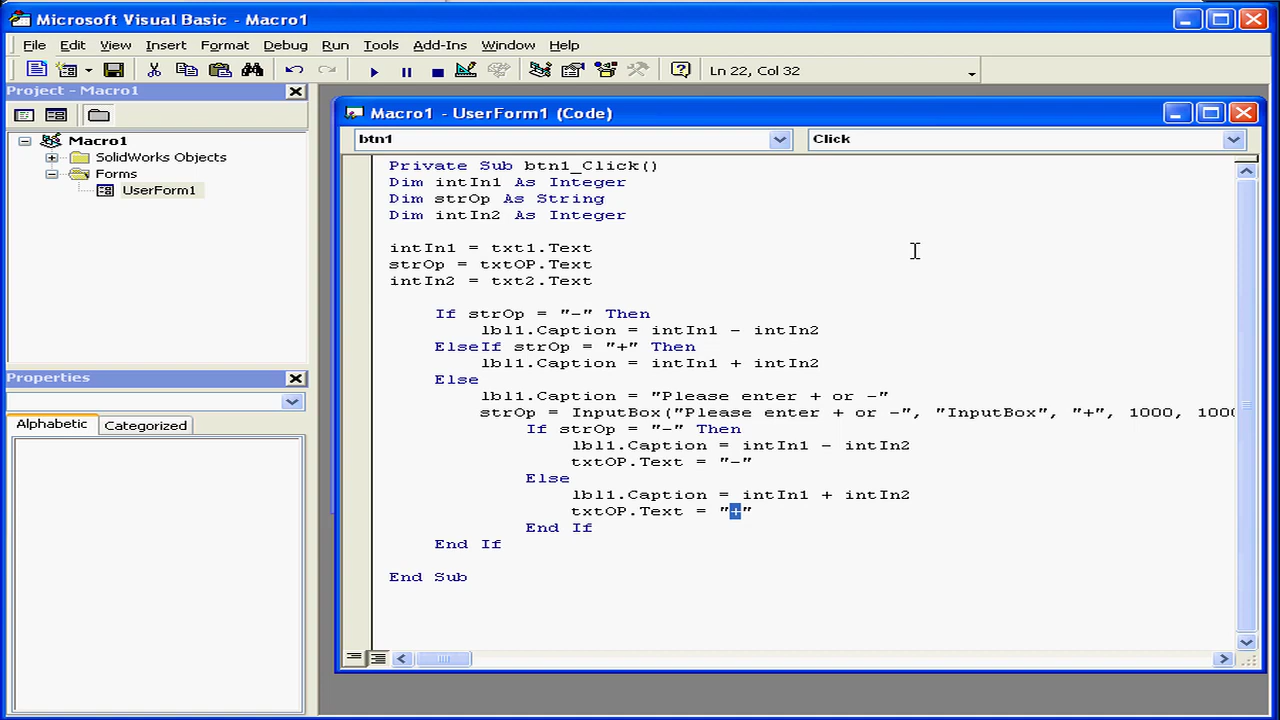 Microsoft Visual Basic - Macro1
File Edit View Insert Format Debug Run Tools Add-Ins Window Help
Ln 22, Col 32
Project - Macro1
Macro1
SolidWorks Objects
Forms
UserForm1
Properties
Alphabetic Categorized
Macro1 - UserForm1 (Code)
btn1 Click
Private Sub btn1_Click()
Dim intIn1 As Integer
Dim strOp As String
Dim intIn2 As Integer
intIn1 = txt1.Text
strOp = txtOP.Text
intIn2 = txt2.Text
If strOp = "-" Then
lbl1.Caption = intIn1 - intIn2
ElseIf strOp = "+" Then
lbl1.Caption = intIn1 + intIn2
Else
lbl1.Caption = "Please enter + or -"
strOp = InputBox("Please enter + or -", "InputBox", "+", 1000, 100
If strOp = "-" Then
lbl1.Caption = intIn1 - intIn2
txtOP.Text = "-"
Else
lbl1.Caption = intIn1 + intIn2
txtOP.Text = "+"
End If
End If
End Sub